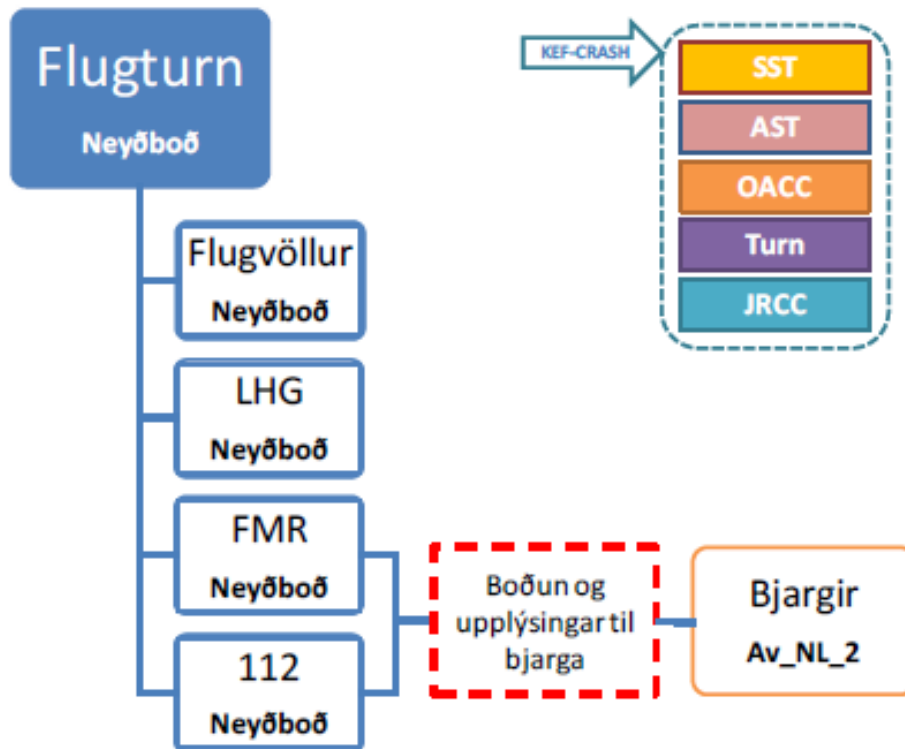 Flugturn
Neyðboð
KEF-CRASH
SST
AST
OACC
Turn
JRCC
Flugvöllur
Neyðboð
LHG
Neyðboð
FMR
Neyðboð
112
Neyðboð
Boðun og
upplýsingar til
bjarga
Bjargir
Av_NL_2